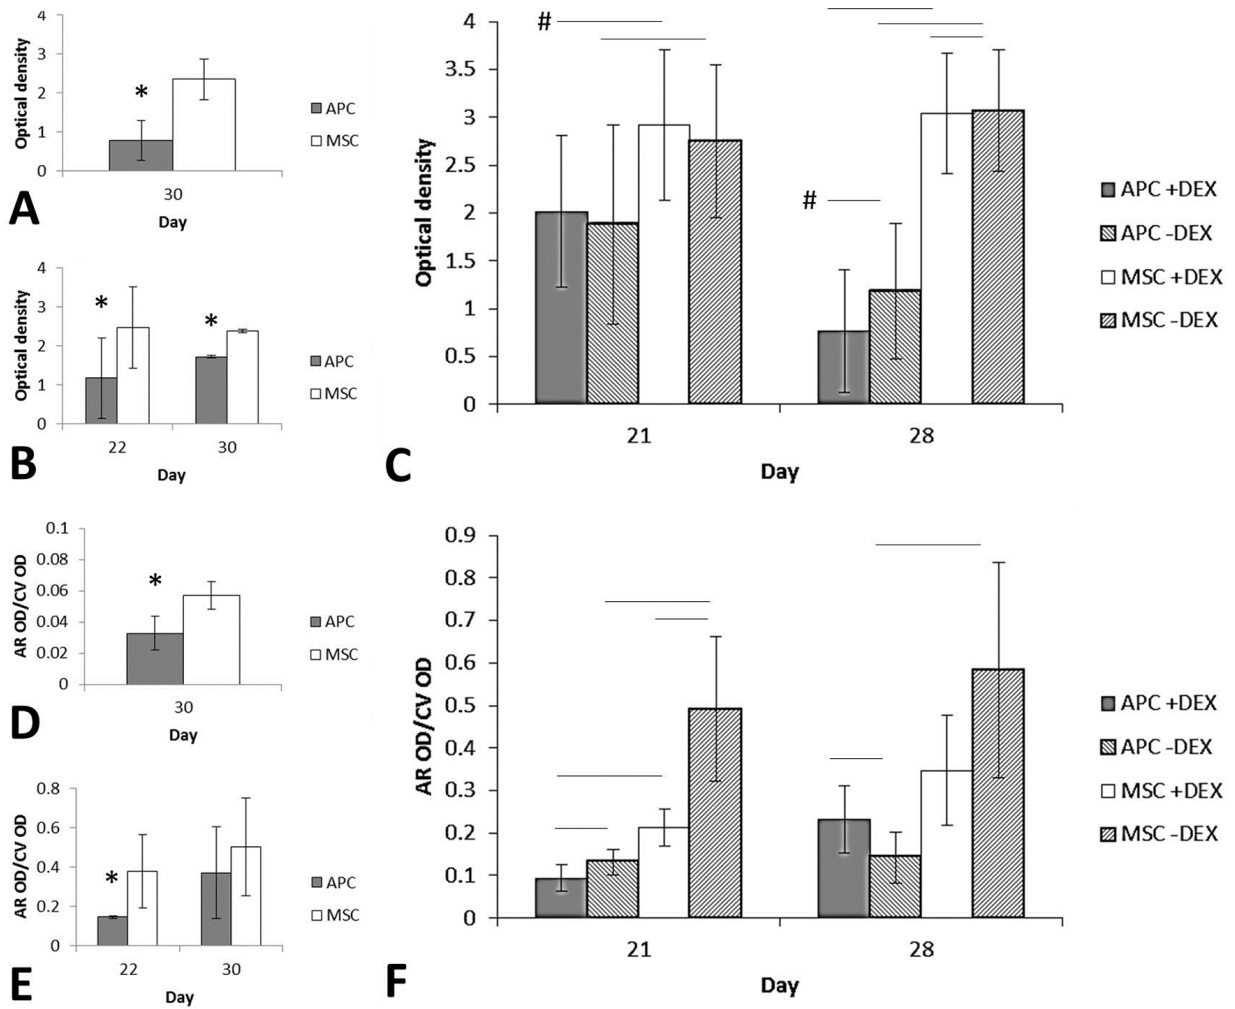 4
3
2
1
0
Optical density
*
30
Day
APC
MSC
A
4
3
2
1
0
Optical density
*
*
22 30
Day
APC
MSC
B
4
3.5
3
2.5
2
1.5
1
0.5
0
Optical density
#
#
21 28
Day
APC +DEX
APC -DEX
MSC +DEX
MSC -DEX
C
0.1
0.08
0.06
0.04
0.02
0
AR OD/CV OD
*
30
Day
APC
MSC
D
0.8
0.6
0.4
0.2
0
AR OD/CV OD
*
22 30
Day
APC
MSC
E
0.9
0.8
0.7
0.6
0.5
0.4
0.3
0.2
0.1
0
AR OD/CV OD
21 28
Day
APC +DEX
APC -DEX
MSC +DEX
MSC -DEX
F